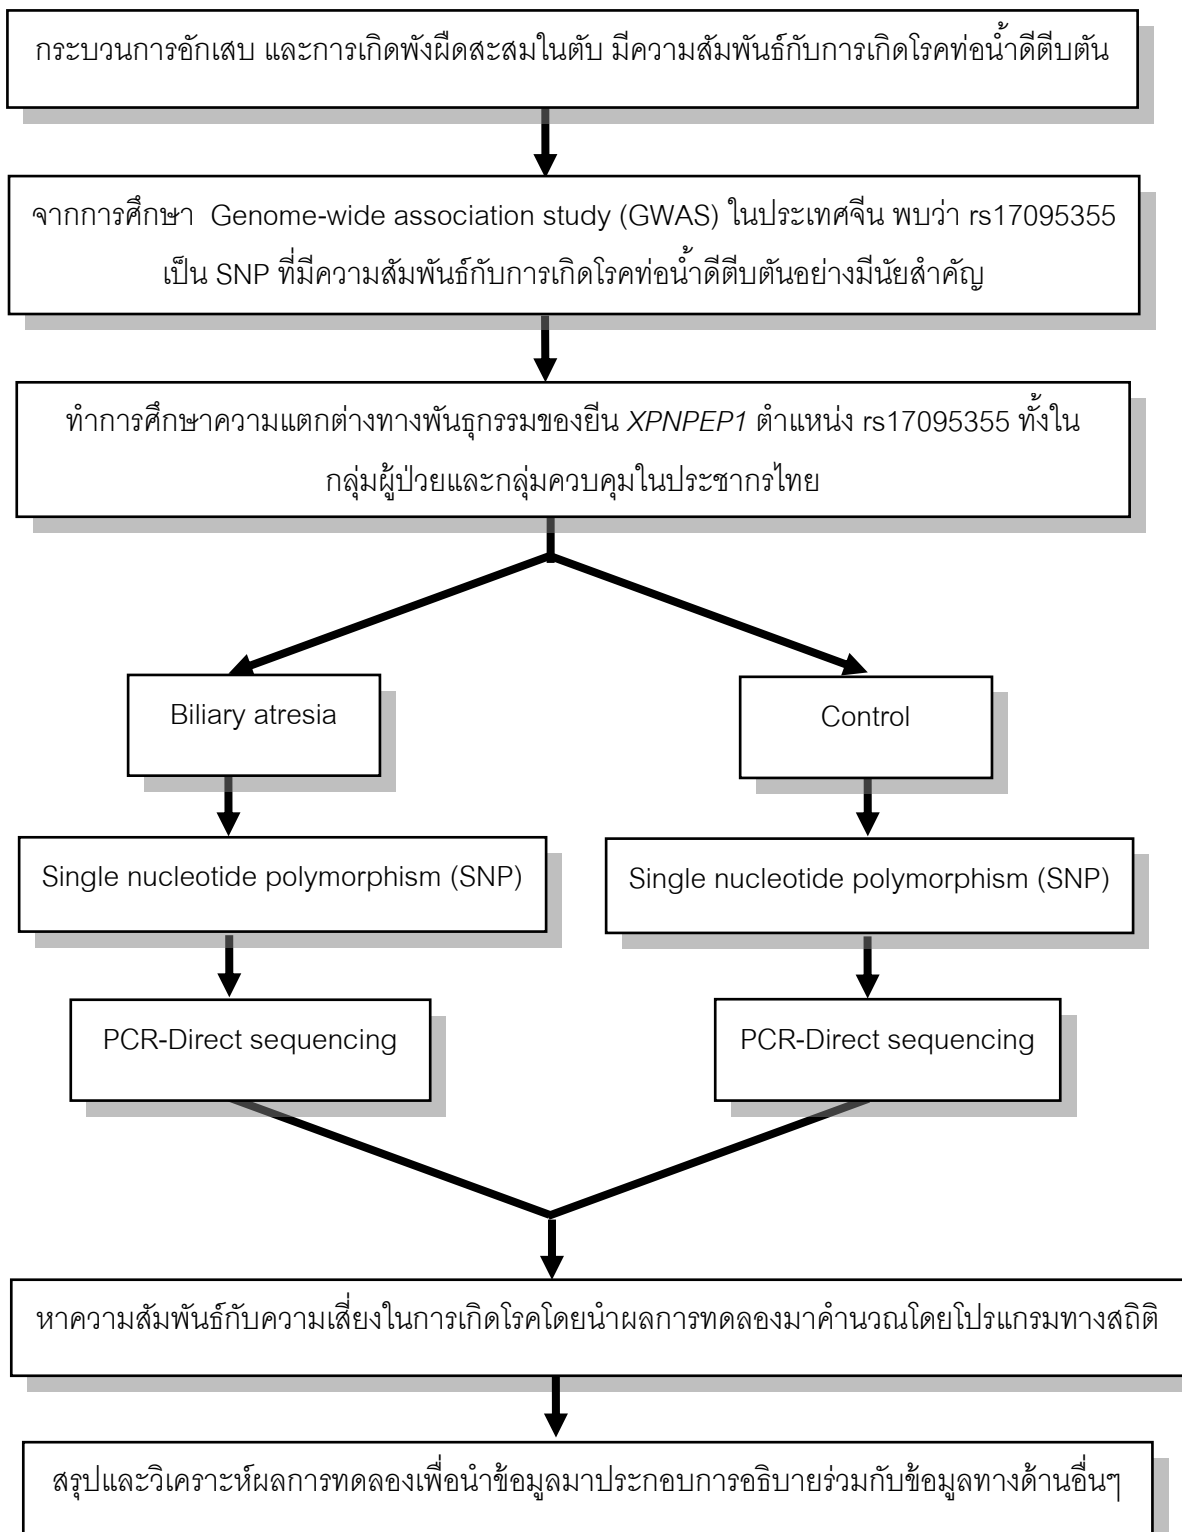 กระบวนการอักเสบ และการเกิดพังผืดสะสมในตับ มีความสัมพันธ์กับการเกิดโรคท่อน้ำดีตีบตัน
จากการศึกษา Genome-wide association study (GWAS) ในประเทศจีน พบว่า rs17095355
เป็น SNP ที่มีความสัมพันธ์กับการเกิดโรคท่อน้ำดีตีบตันอย่างมีนัยสำคัญ
ทำการศึกษาความแตกต่างทางพันธุกรรมของยีน XPNPEP1 ตำแหน่ง rs17095355 ทั้งใน
กลุ่มผู้ป่วยและกลุ่มควบคุมในประชากรไทย
Biliary atresia
Control
Single nucleotide polymorphism (SNP)
Single nucleotide polymorphism (SNP)
PCR-Direct sequencing
PCR-Direct sequencing
หาความสัมพันธ์กับความเสี่ยงในการเกิดโรคโดยนำผลการทดลองมาคำนวณโดยโปรแกรมทางสถิติ
สรุปและวิเคราะห์ผลการทดลองเพื่อนำข้อมูลมาประกอบการอธิบายร่วมกับข้อมูลทางด้านอื่นๆ